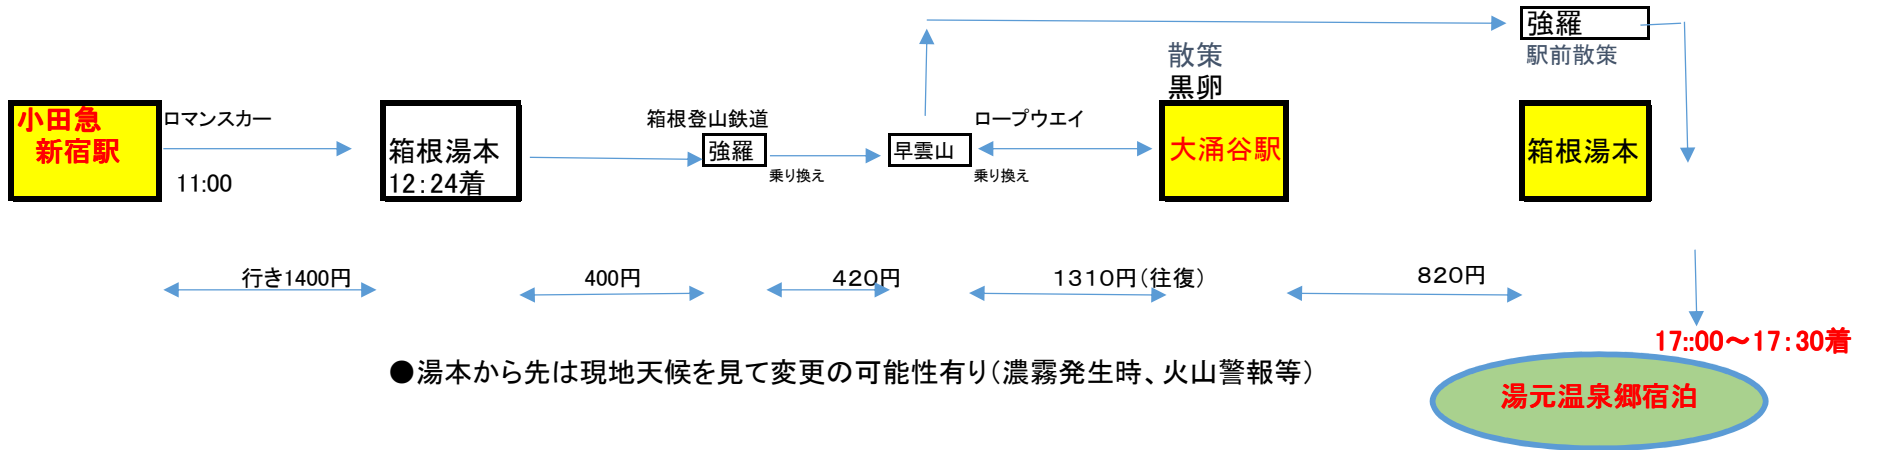 強羅
駅前散策
散策
黒卵
小田急
新宿駅
ロマンスカー
11:00
箱根湯本
12:24着
箱根登山鉄道
強羅
乗り換え
早雲山
ロープウエイ
乗り換え
大涌谷駅
箱根湯本
行き1400円
400円
420円
1310円(往復)
820円
17::00～17:30着
●湯本から先は現地天候を見て変更の可能性有り(濃霧発生時、火山警報等)
湯元温泉郷宿泊